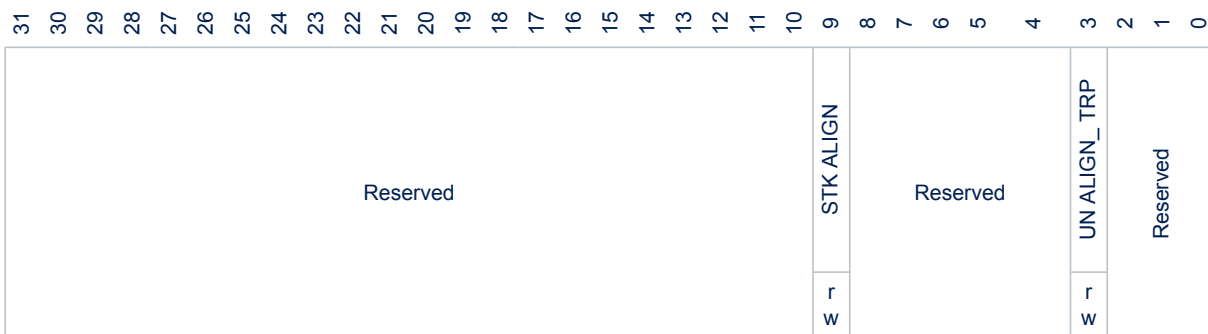 31 30 29 28 27 26 25 24 23 22 21 20 19 18 17 16 15 14 13 12 11 10 9 8 7 6 5 4 3 2 1 0
Reserved
STK ALIGN
Reserved
UN ALIGN_ TRP
Reserved
r
w
r
w